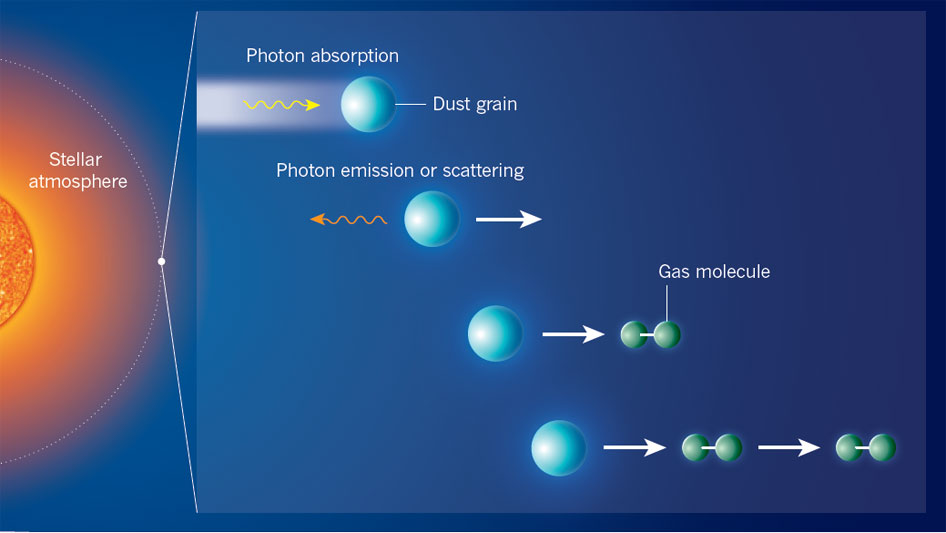 Photon absorption
Dust grain
Stellar
atmosphere
Photon emission or scattering
Gas molecule